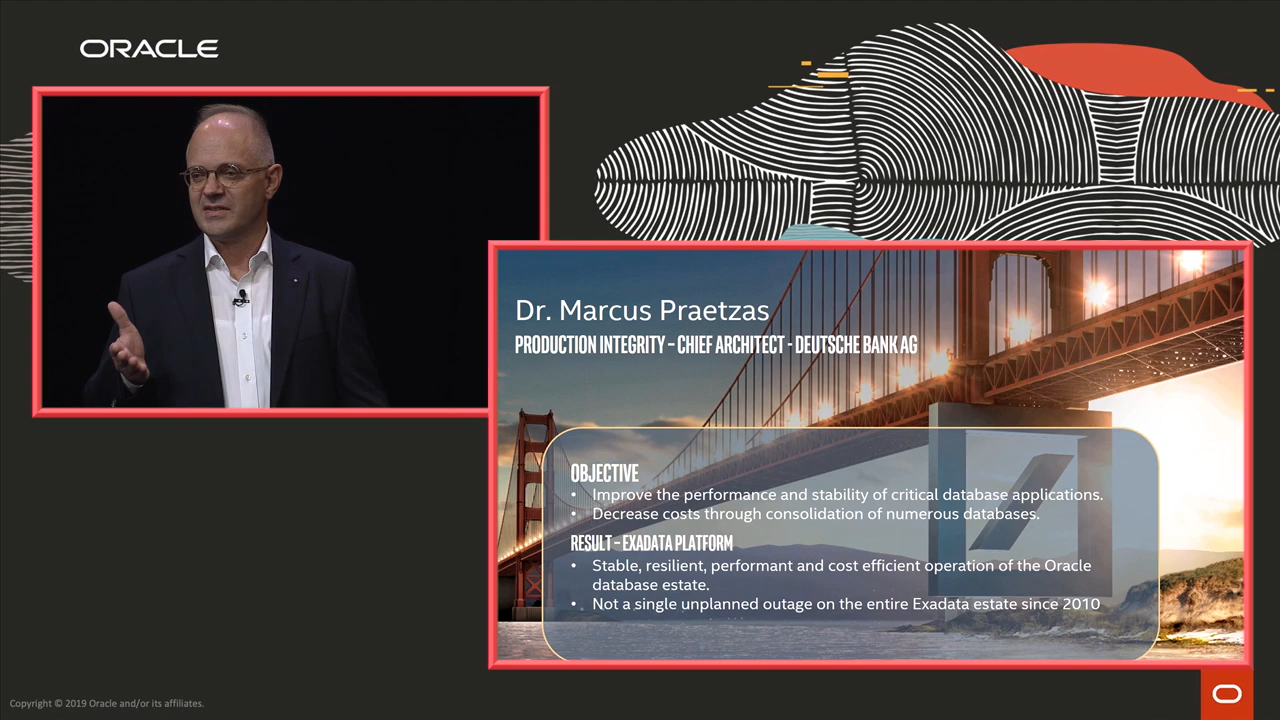 ORACLE
Dr. Marcus Praetzas
PRODUCTION INTEGRITY – CHIEF ARCHITECT - DEUTSCHE BANK AG
OBJECTIVE
• Improve the performance and stability of critical database applications.
• Decrease costs through consolidation of numerous databases.
RESULT – EXADATA PLATFORM
• Stable, resilient, performant and cost efficient operation of the Oracle
database estate.
• Not a single unplanned outage on the entire Exadata estate since 2010
Copyright © 2019 Oracle and/or its affiliates.